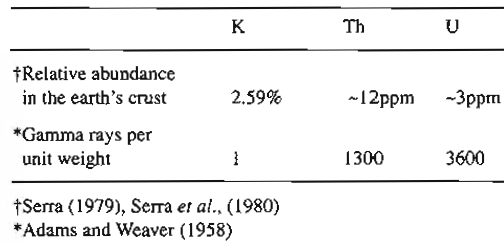 K Th U
†Relative abundance
in the earth's crust 2.59% ~12ppm ~3ppm
*Gamma rays per
unit weight 1 1300 3600
†Serra (1979), Serra et al., (1980)
*Adams and Weaver (1958)